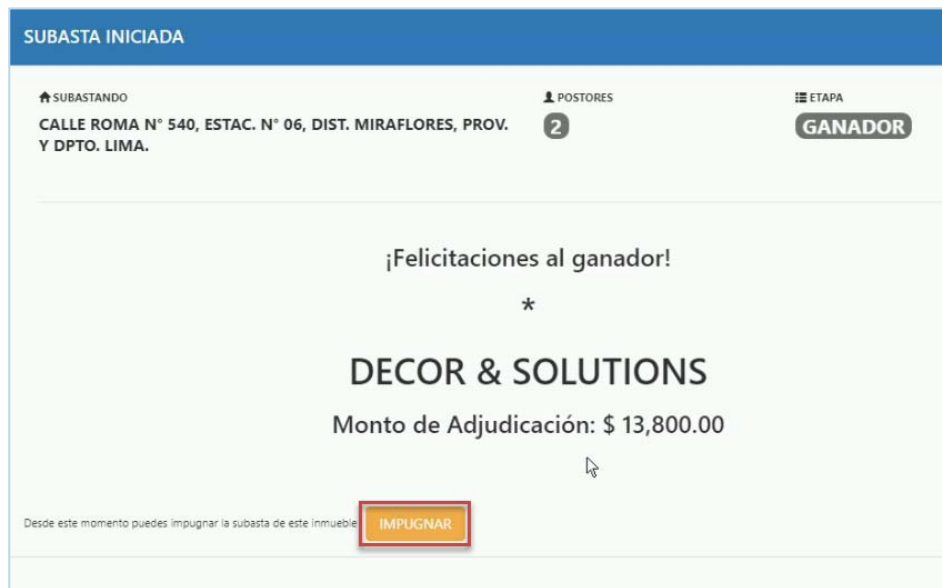 SUBASTA INICIADA
SUBASTANDO
CALLE ROMA N° 540, ESTAC. N° 06, DIST. MIRAFLORES, PROV.
Y DPTO. LIMA.
POSTORES
2
ETAPA
GANADOR
¡Felicitaciones al ganador!
*
DECOR & SOLUTIONS
Monto de Adjudicación: $ 13,800.00
Desde este momento puedes impugnar la subasta de este inmueble IMPUGNAR